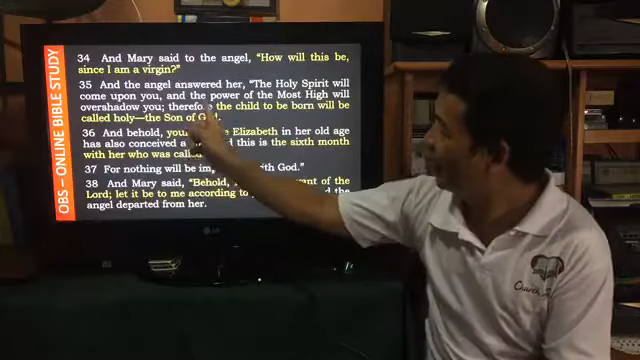 OBS – ONLINE BIBLE STUDY
34 And Mary said to the angel, “How will this be,
since I am a virgin?”
35 And the angel answered her, “The Holy Spirit will
come upon you, and the power of the Most High will
overshadow you; therefore the child to be born will be
called holy—the Son of God.
36 And behold, Elizabeth in her old age
has also conceived a this is the sixth month
with her who was
37 For nothing will be with God.”
38 And Mary said, “Behold, of the
Lord; let it be to me according to the
angel departed from her.
LG
Church